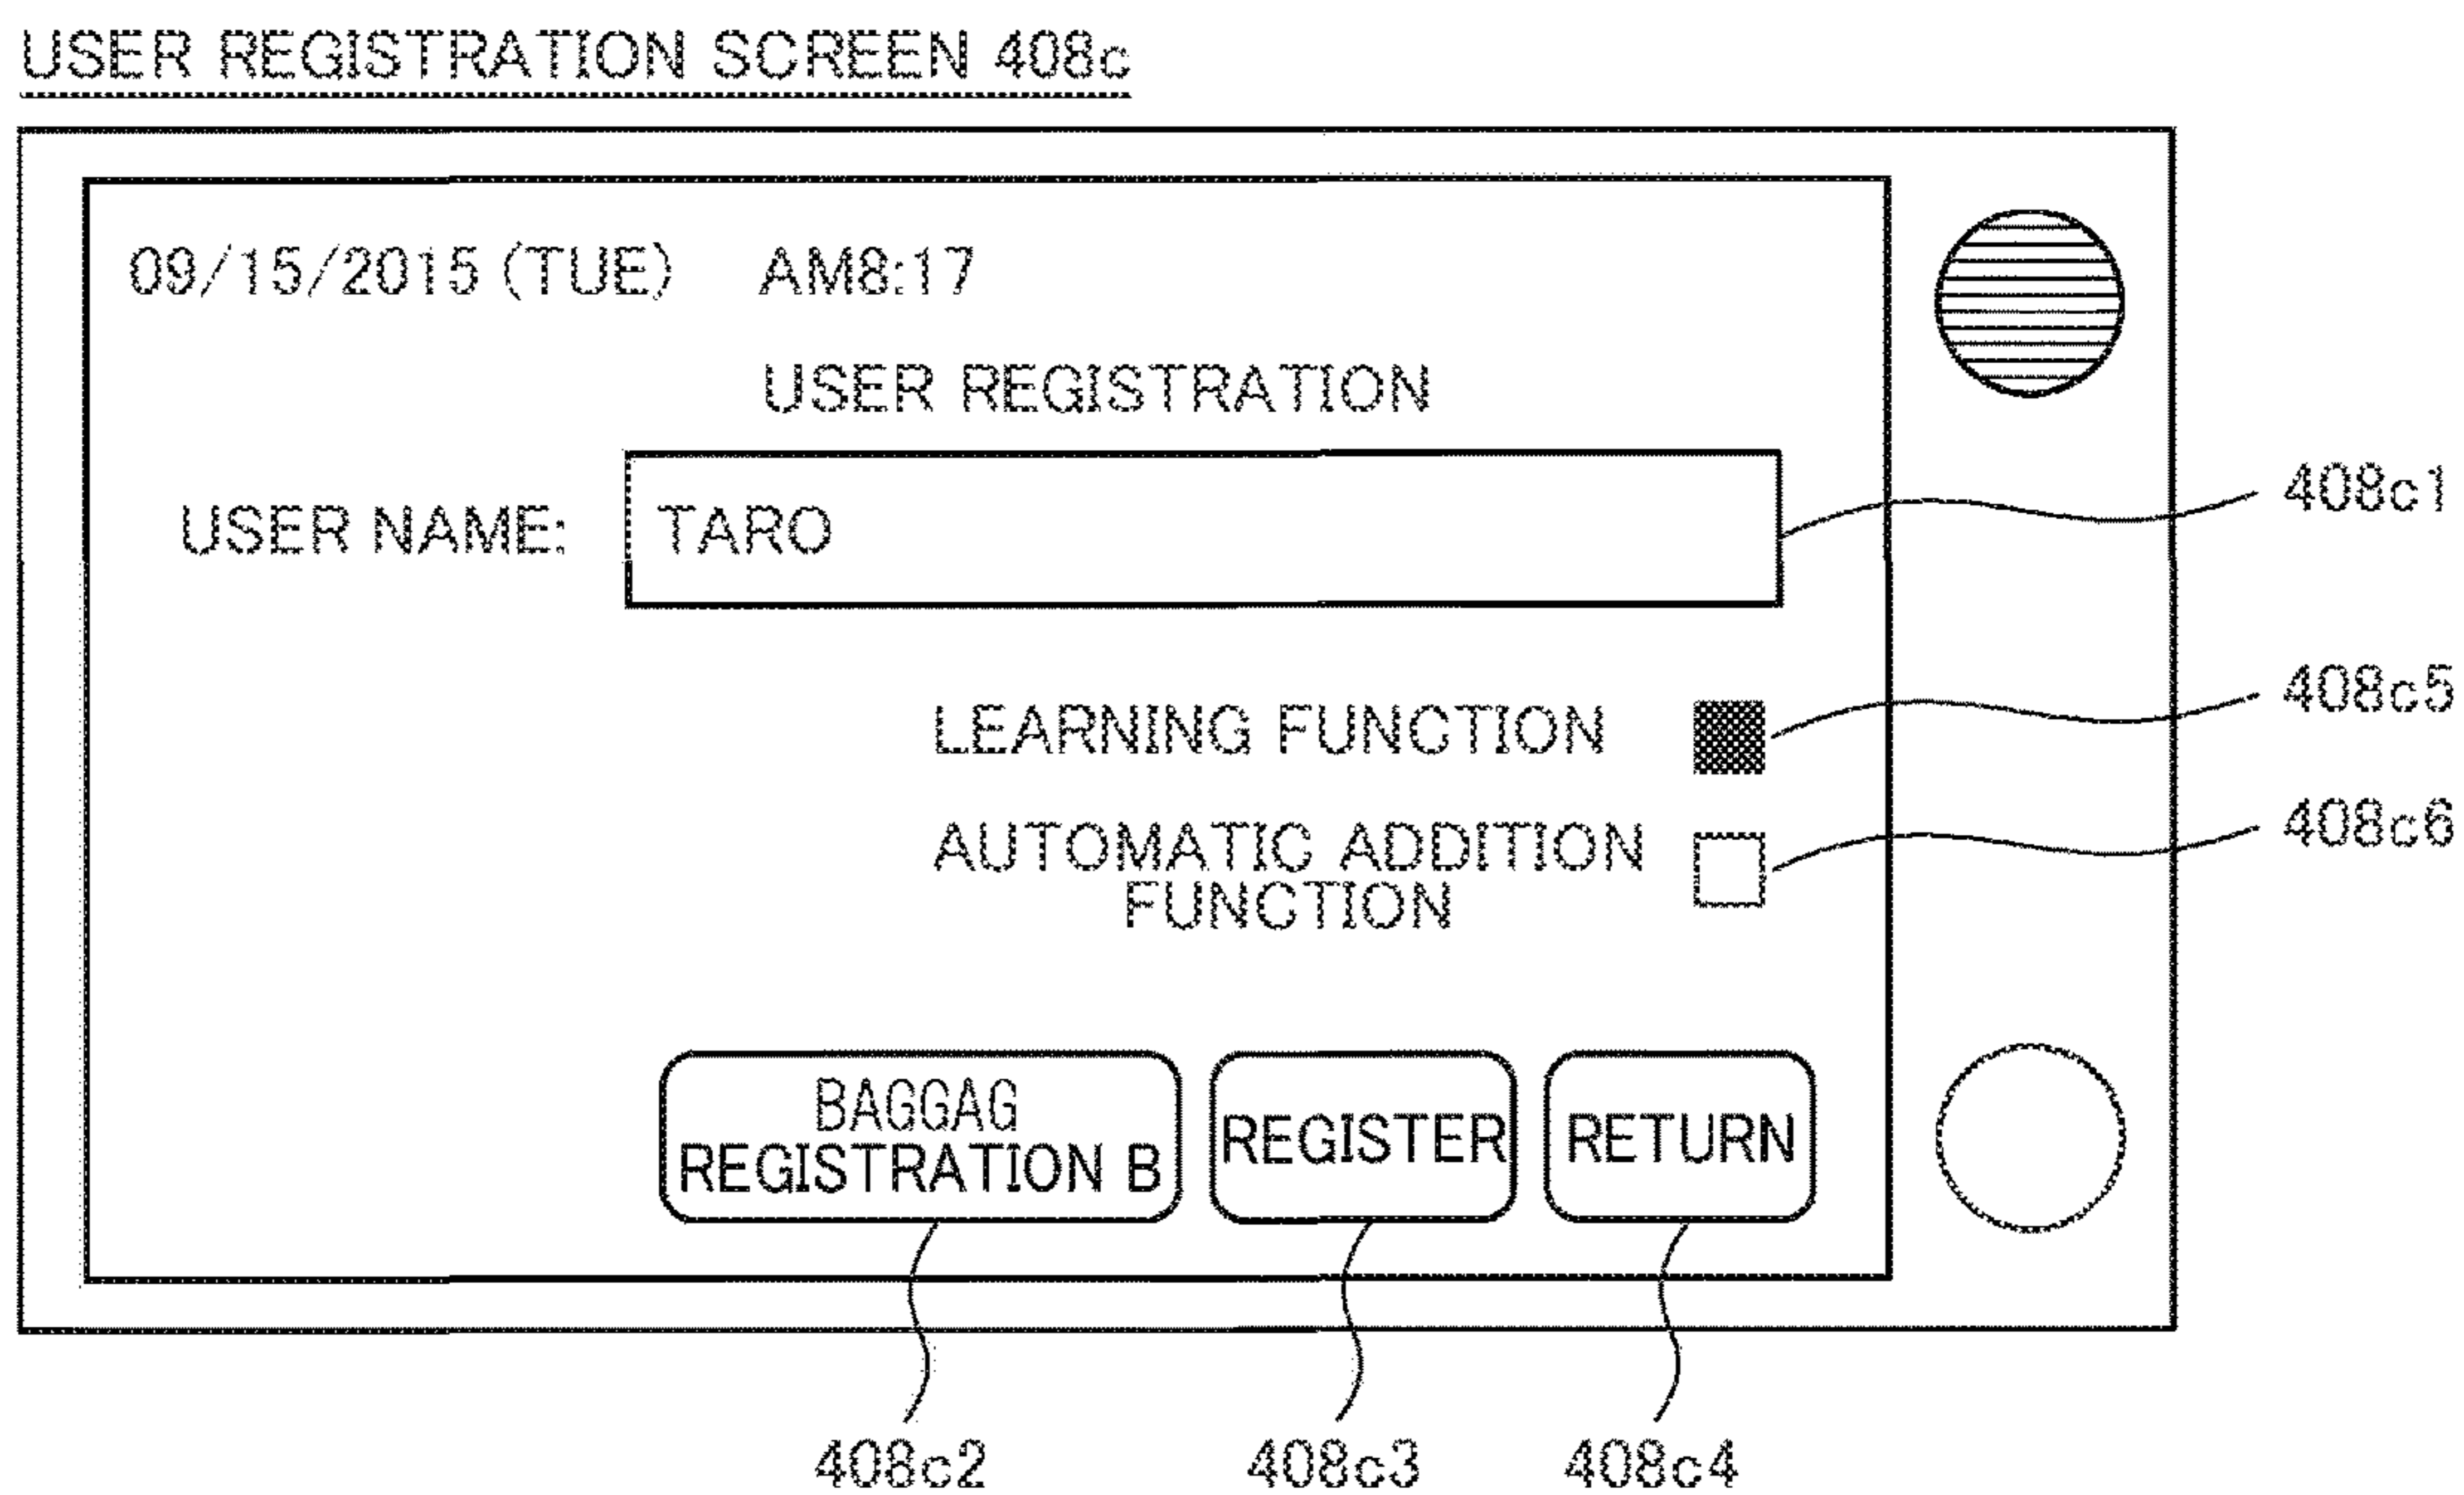 USER REGISTRATION SCREEN 408c
09/15/2015 (TUE) AM8:17
USER REGISTRATION
USER NAME: TARO
408c1
LEARNING FUNCTION
408c5
AUTOMATIC ADDITION
FUNCTION
408c6
BAGGAG
REGISTRATION B
REGISTER
RETURN
408c2
408c3
408c4